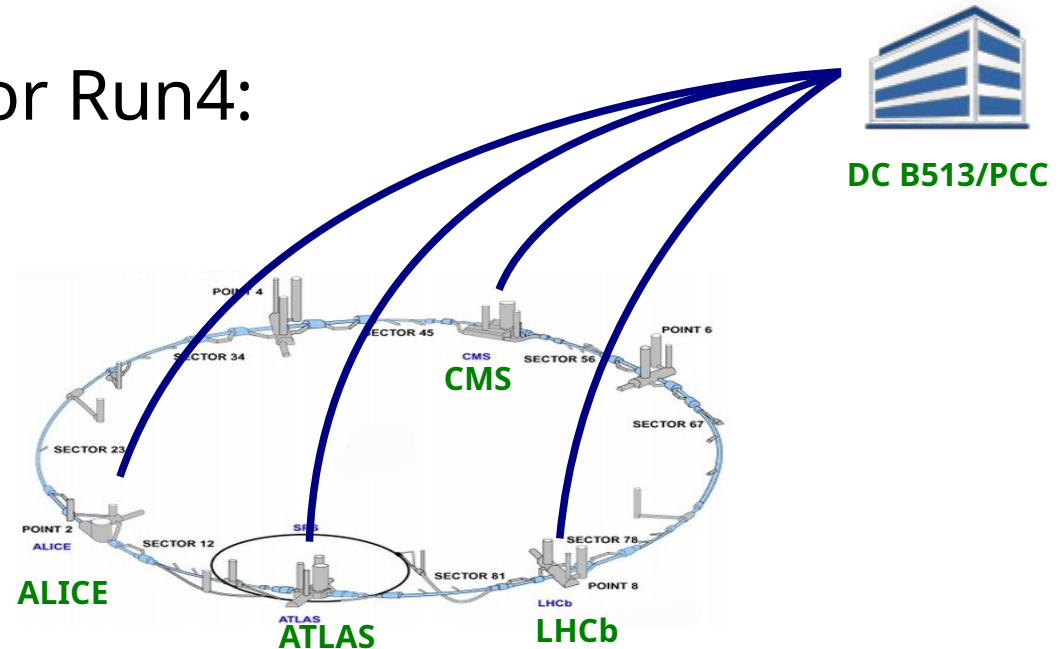 or Run4:
DC B513/PCC
POINT 4
SECTOR 45
POINT 6
SECTOR 34
CMS
SECTOR 56
CMS
SECTOR 67
SECTOR 23
POINT 2
SPS
ALICE
SECTOR 12
SECTOR 78
SECTOR 81
POINT 8
ALICE
LHCb
ATLAS
ATLAS
LHCb